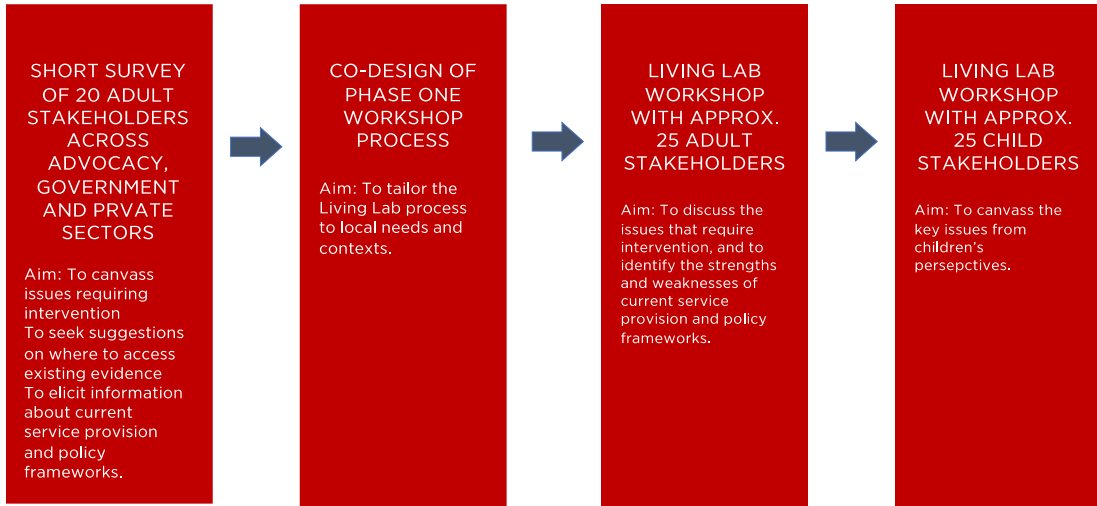 SHORT SURVEY
OF 20 ADULT
STAKEHOLDERS
ACROSS
ADVOCACY,
GOVERNMENT
AND PRVATE
SECTORS
Aim: To canvass
issues requiring
intervention
To seek suggestions
on where to access
existing evidence
To elicit information
about current
service provision
and policy
frameworks.
CO-DESIGN OF
PHASE ONE
WORKSHOP
PROCESS
Aim: To tailor the
Living Lab process
to local needs and
contexts.
LIVING LAB
WORKSHOP
WITH APPROX.
25 ADULT
STAKEHOLDERS
Aim: To discuss the
issues that require
intervention, and to
identify the strengths
and weaknesses of
current service
provision and policy
frameworks.
LIVING LAB
WORKSHOP
WITH APPROX.
25 CHILD
STAKEHOLDERS
Aim: To canvass the
key issues from
children's
persepctives.